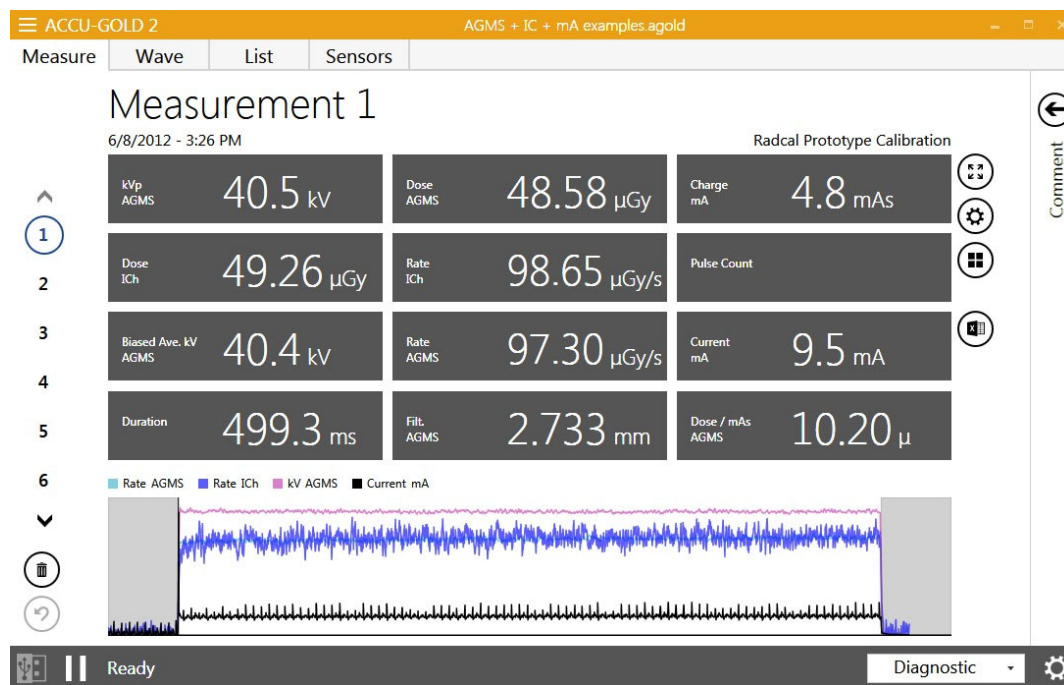 ACCU-GOLD 2
AGMS + IC + mA examples.agold
Measure Wave List Sensors
Measurement 1
6/8/2012 - 3:26 PM
Radcal Prototype Calibration
Comment
kVp AGMS 40.5 kV
Dose AGMS 48.58 µGy
Charge mA 4.8 mAs
Dose ICh 49.26 µGy
Rate ICh 98.65 µGy/s
Pulse Count
Biased Ave. kV AGMS 40.4 kV
Rate AGMS 97.30 µGy/s
Current mA 9.5 mA
Duration 499.3 ms
Filt. AGMS 2.733 mm
Dose / mAs AGMS 10.20 µ
1
2
3
4
5
6
Rate AGMS Rate ICh kV AGMS Current mA
Ready
Diagnostic